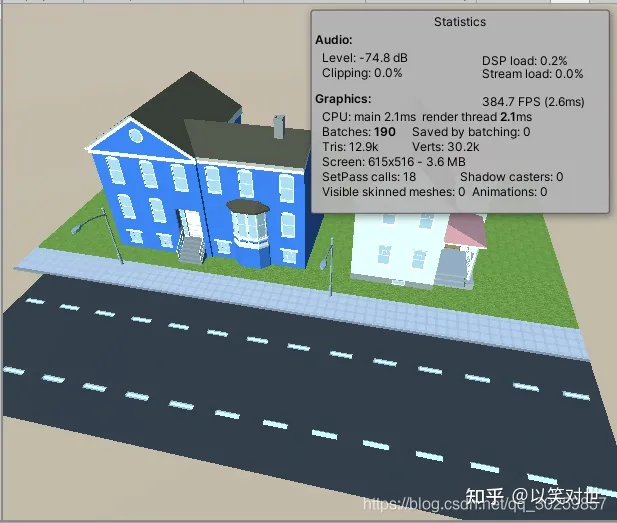 Statistics
Audio:
Level: -74.8 dB DSP load: 0.2%
Clipping: 0.0% Stream load: 0.0%
Graphics: 384.7 FPS (2.6ms)
CPU: main 2.1ms render thread 2.1ms
Batches: 190 Saved by batching: 0
Tris: 12.9k Verts: 30.2k
Screen: 615x516 - 3.6 MB
SetPass calls: 18 Shadow casters: 0
Visible skinned meshes: 0 Animations: 0
知乎 @以笑对世
https://blog.csdn.net/qq_30259857